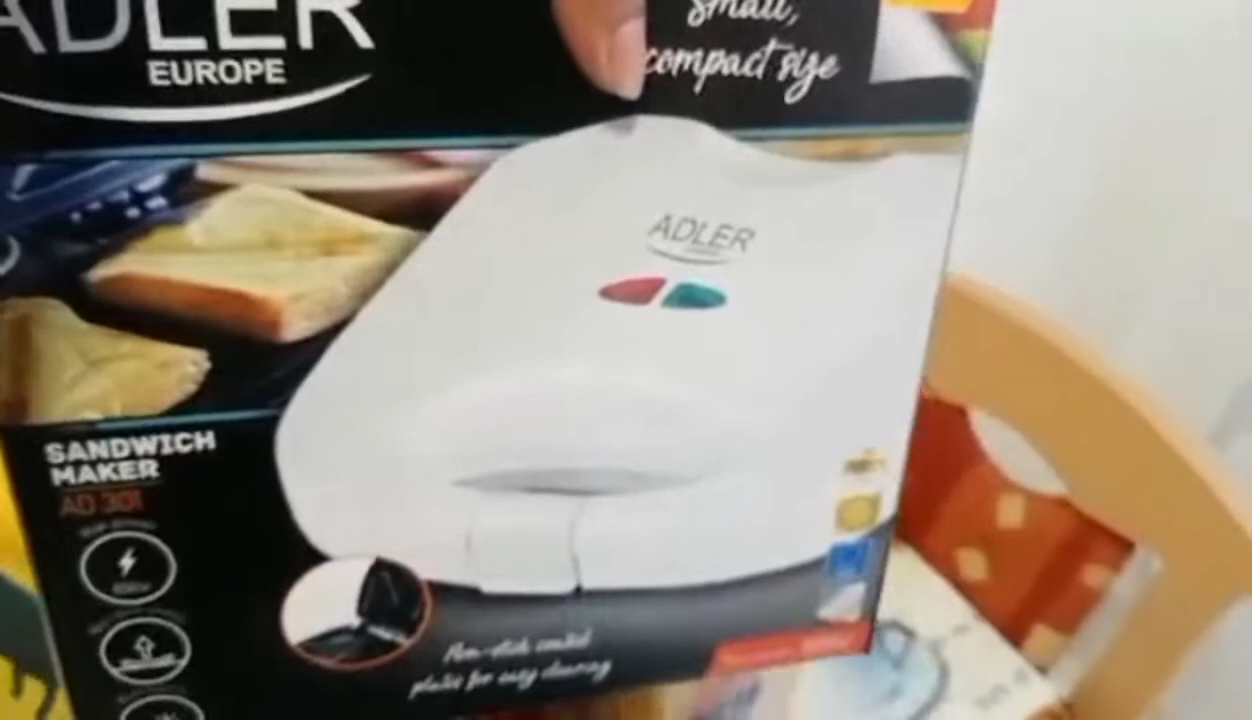 ADLER
EUROPE
small,
compact size
ADLER
SANDWICH
MAKER
AD 301
Non-stick coated
plates for easy cleaning